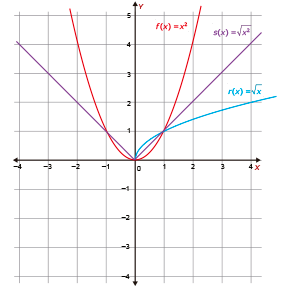 Y
5
f(x) = x²
s(x) = √x²
4
3
r(x) = √x
2
1
−4 −3 −2 −1 0 1 2 3 4 X
−1
−2
−3
−4